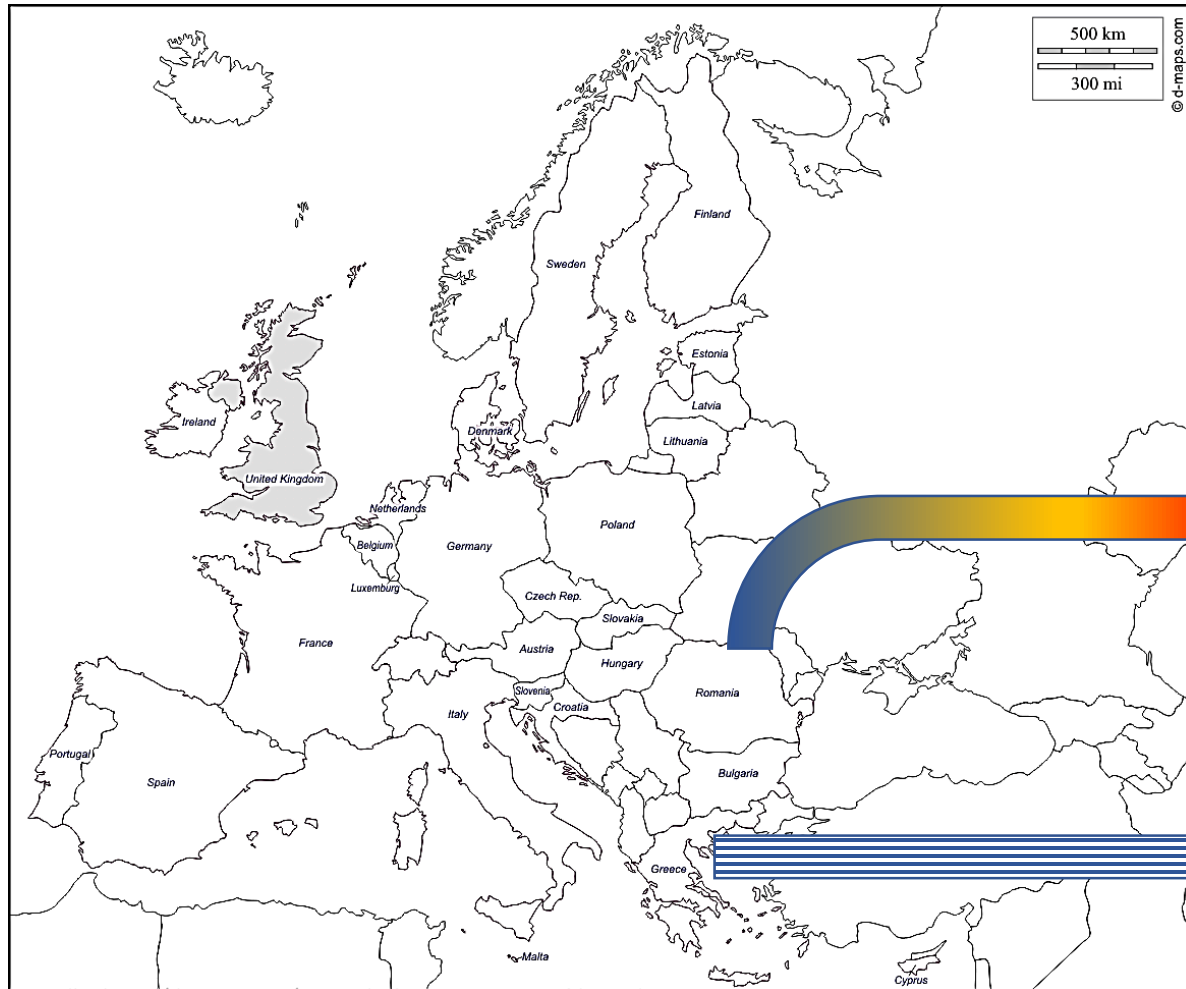 500 km
300 mi
© d-maps.com
Finland
Sweden
Estonia
Latvia
Lithuania
Denmark
Ireland
United Kingdom
Netherlands
Belgium
Luxemburg
Germany
Poland
Czech Rep.
Slovakia
Austria
Hungary
France
Slovenia
Croatia
Romania
Italy
Portugal
Spain
Bulgaria
Greece
Malta
Cyprus